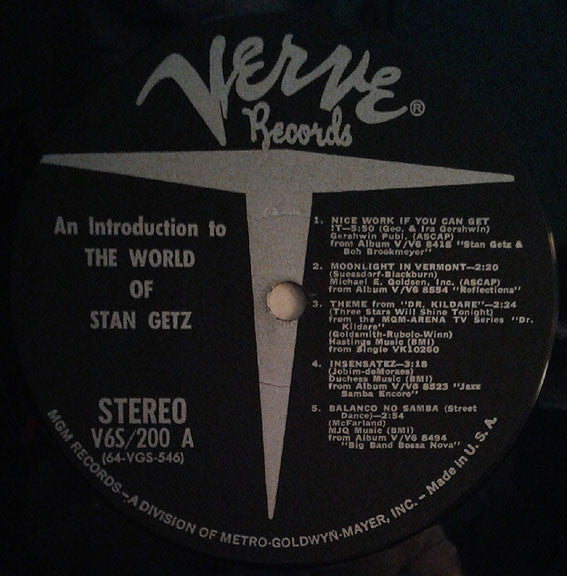 VERVE ®
Records
An Introduction to
THE WORLD
OF
STAN GETZ
STEREO
V6S/200 A
(64-VGS-546)
1. NICE WORK IF YOU CAN GET
IT—5:50 (Geo. & Ira Gershwin)
Gershwin Publ. (ASCAP)
from Album V/V6 8418 "Stan Getz &
Bob Brookmeyer"
2. MOONLIGHT IN VERMONT—2:20
(Suessdorf-Blackburn)
Michael E. Goldsen, Inc. (ASCAP)
from Album V/V6 8554 "Reflections"
3. THEME from "DR. KILDARE"—2:24
(Three Stars Will Shine Tonight)
from the MGM-ARENA TV Series "Dr.
Kildare"
(Goldsmith-Rubolo-Winn)
Hastings Music (BMI)
from Single VK10260
4. INSENSATEZ—3:18
(Jobim-deMoraes)
Duchess Music (BMI)
from Album V/V6 8523 "Jazz
Samba Encore"
5. BALANCO NO SAMBA (Street
Dance)—2:54
(McFarland)
MJQ Music (BMI)
from Album V/V6 8494
"Big Band Bossa Nova"
MGM RECORDS – A DIVISION OF METRO-GOLDWYN-MAYER, INC. – Made in U. S. A.